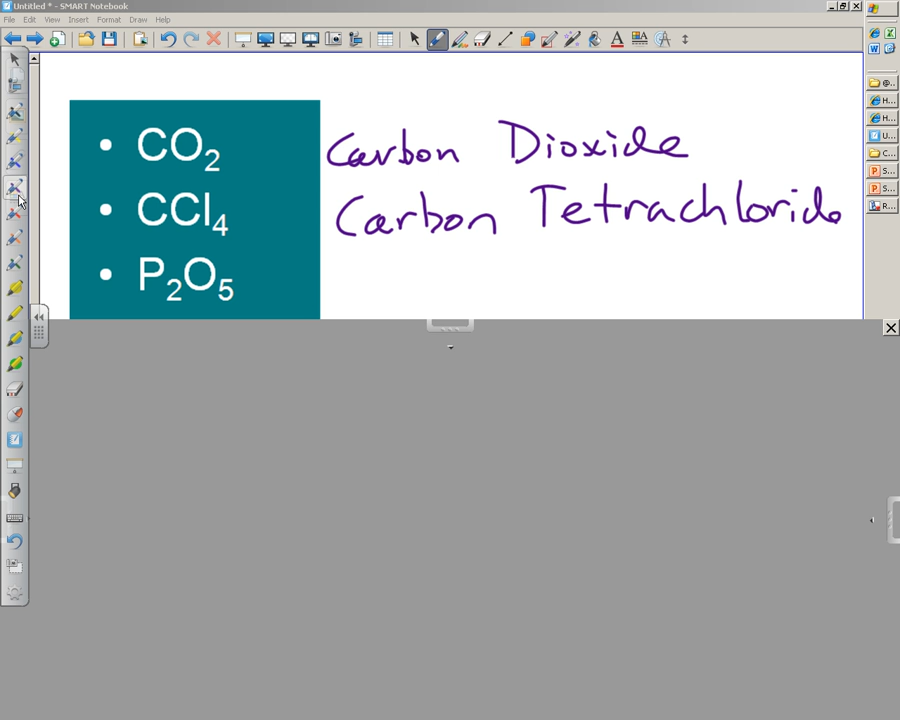 Untitled * - SMART Notebook
File Edit View Insert Format Draw Help
• CO₂ Carbon Dioxide
• CCl₄ Carbon Tetrachloride
• P₂O₅
@..
H...
H...
U...
C...
S...
S...
R...